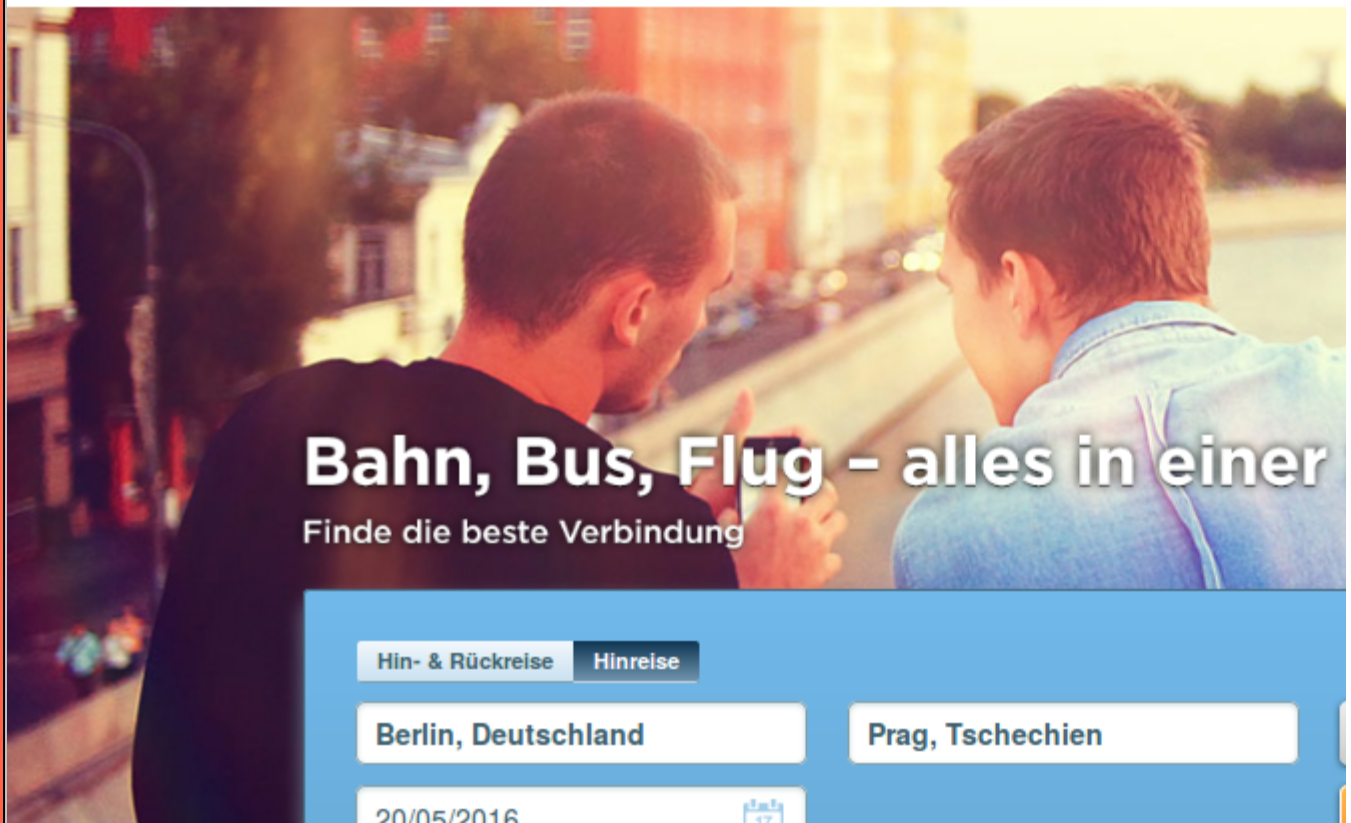 Bahn, Bus, Flug – alles in einer
Finde die beste Verbindung
Hin- & Rückreise Hinreise
Berlin, Deutschland Prag, Tschechien
20/05/2016 17